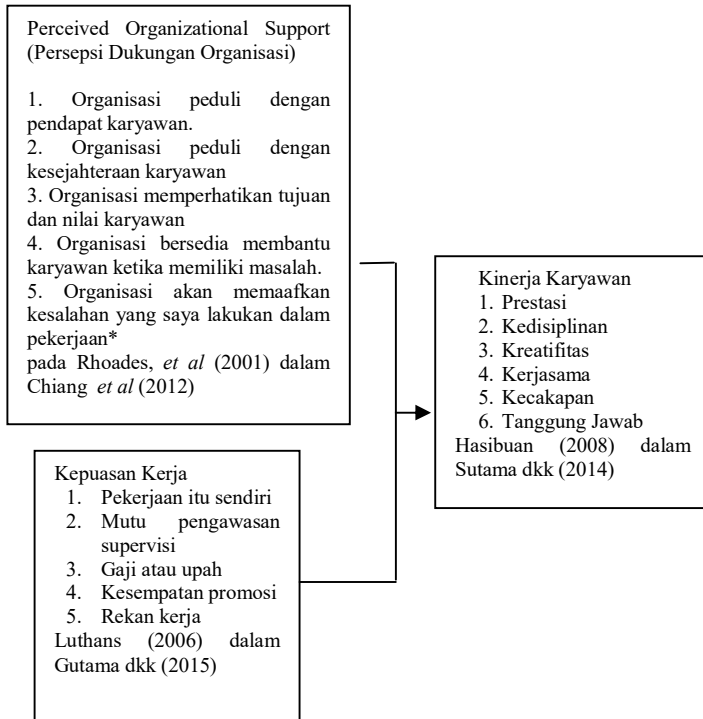 Perceived Organizational Support
(Persepsi Dukungan Organisasi)
1. Organisasi peduli dengan
pendapat karyawan.
2. Organisasi peduli dengan
kesejahteraan karyawan
3. Organisasi memperhatikan tujuan
dan nilai karyawan
4. Organisasi bersedia membantu
karyawan ketika memiliki masalah.
5. Organisasi akan memaafkan
kesalahan yang saya lakukan dalam
pekerjaan*
pada Rhoades, et al (2001) dalam
Chiang et al (2012)
Kepuasan Kerja
1. Pekerjaan itu sendiri
2. Mutu pengawasan
supervisi
3. Gaji atau upah
4. Kesempatan promosi
5. Rekan kerja
Luthans (2006) dalam
Gutama dkk (2015)
Kinerja Karyawan
1. Prestasi
2. Kedisiplinan
3. Kreatifitas
4. Kerjasama
5. Kecakapan
6. Tanggung Jawab
Hasibuan (2008) dalam
Sutama dkk (2014)